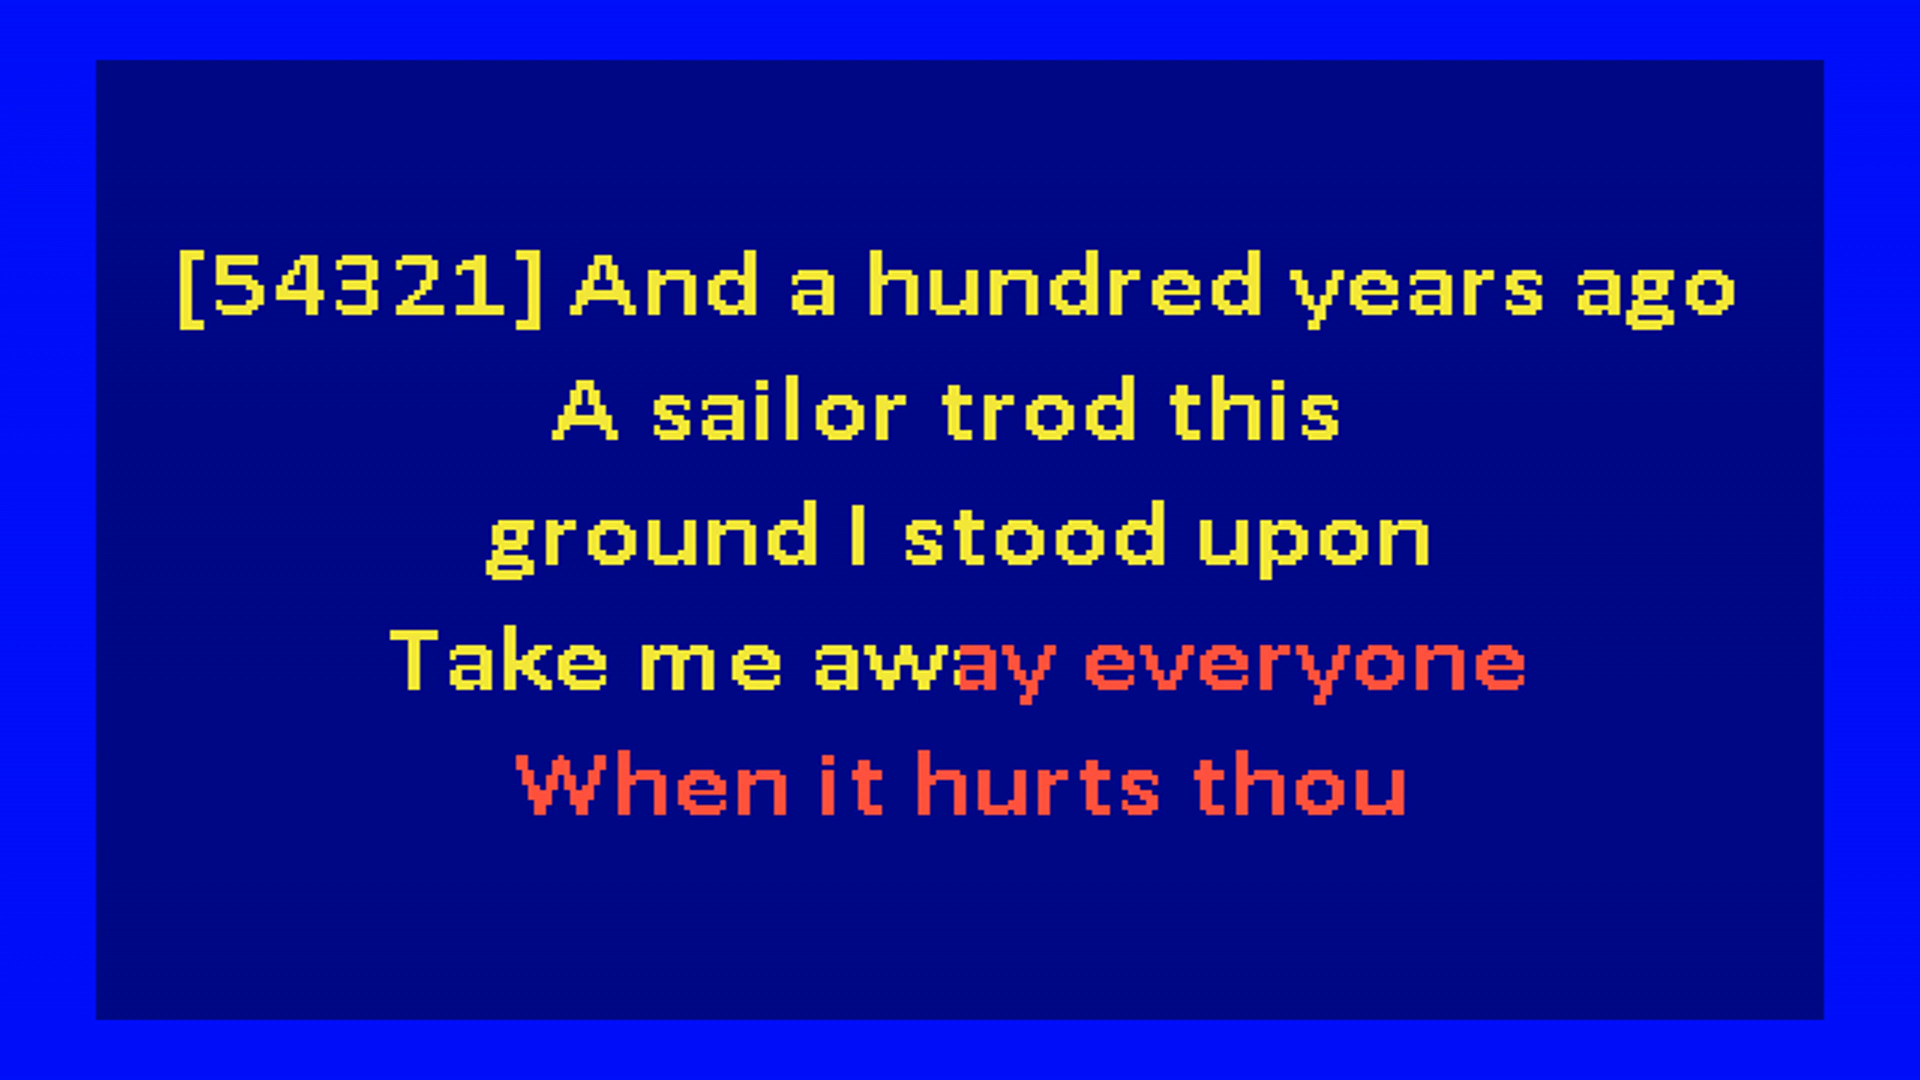 [54321] And a hundred years ago
A sailor trod this
ground I stood upon
Take me away everyone
When it hurts thou